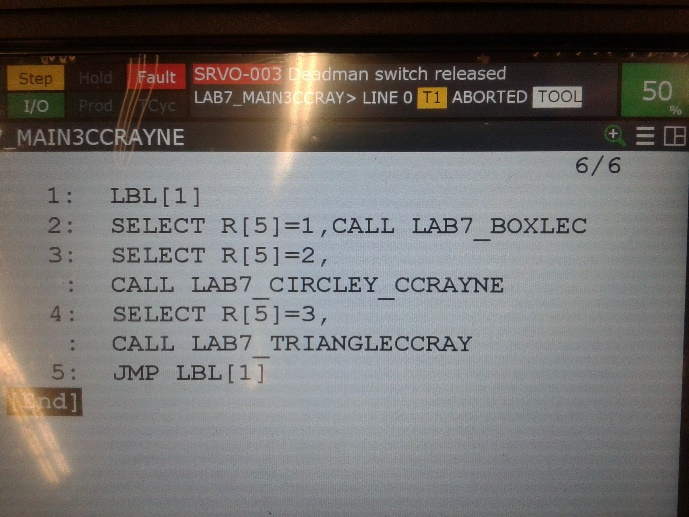 Step Hold Fault SRVO-003 Deadman switch released
I/O Prod TCyc LAB7_MAIN3CCRAY> LINE 0 T1 ABORTED TOOL 50 %
7_MAIN3CCRAYNE
6/6
1: LBL[1]
2: SELECT R[5]=1,CALL LAB7_BOXLEC
3: SELECT R[5]=2,
: CALL LAB7_CIRCLEY_CCRAYNE
4: SELECT R[5]=3,
: CALL LAB7_TRIANGLECCRAY
5: JMP LBL[1]
[End]